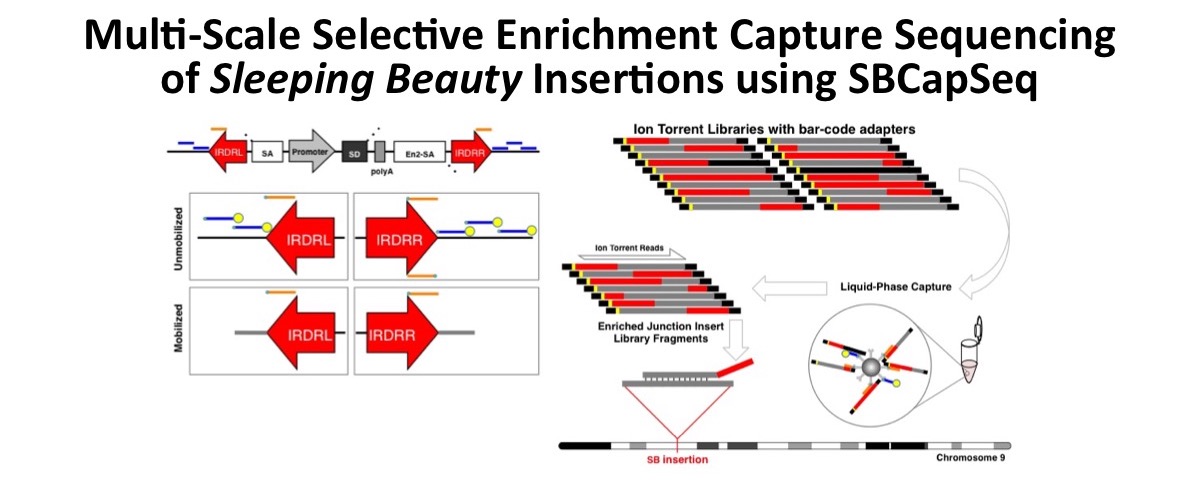 Multi-Scale Selective Enrichment Capture Sequencing
of Sleeping Beauty Insertions using SBCapSeq
IRDRL
SA
Promoter
SD
En2-SA
IRDRR
polyA
Unmobilized
IRDRL
IRDRR
Mobilized
IRDRL
IRDRR
Ion Torrent Libraries with bar-code adapters
Ion Torrent Reads
Liquid-Phase Capture
Enriched Junction Insert
Library Fragments
SB insertion
Chromosome 9